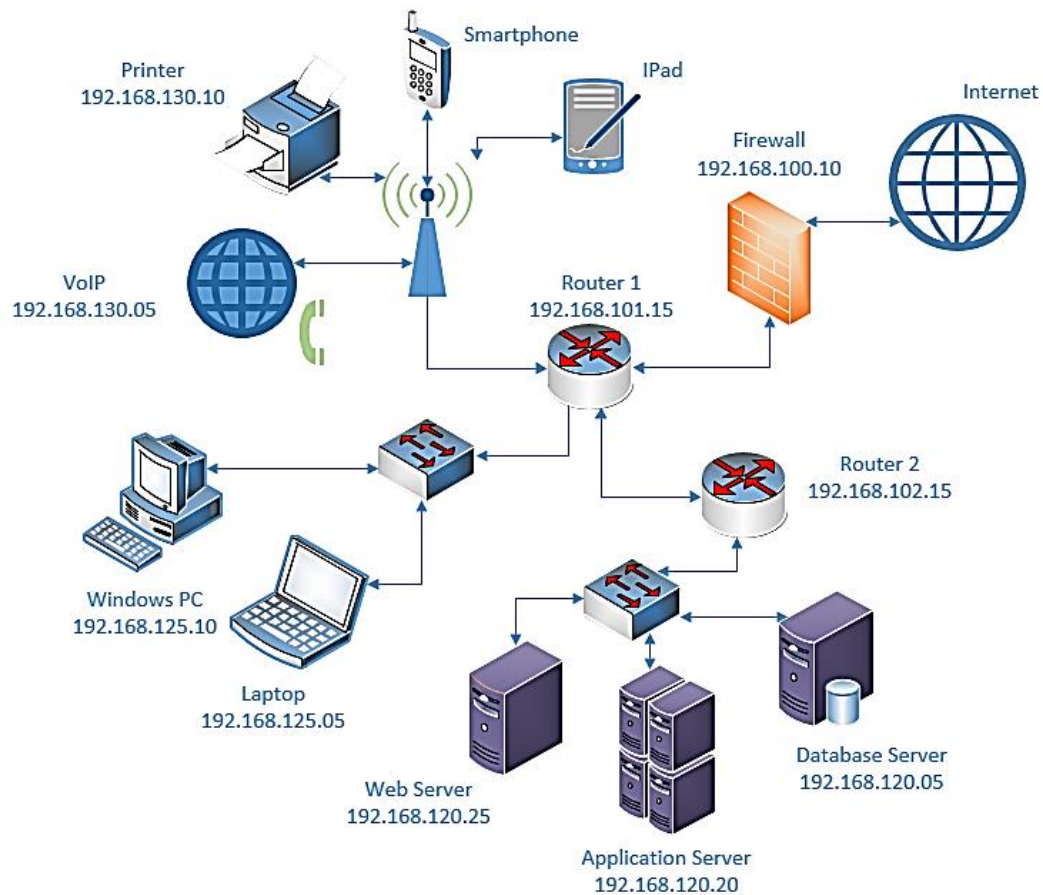 Smartphone
Printer
192.168.130.10
IPad
Internet
Firewall
192.168.100.10
VoIP
192.168.130.05
Router 1
192.168.101.15
Router 2
192.168.102.15
Windows PC
192.168.125.10
Laptop
192.168.125.05
Web Server
192.168.120.25
Database Server
192.168.120.05
Application Server
192.168.120.20